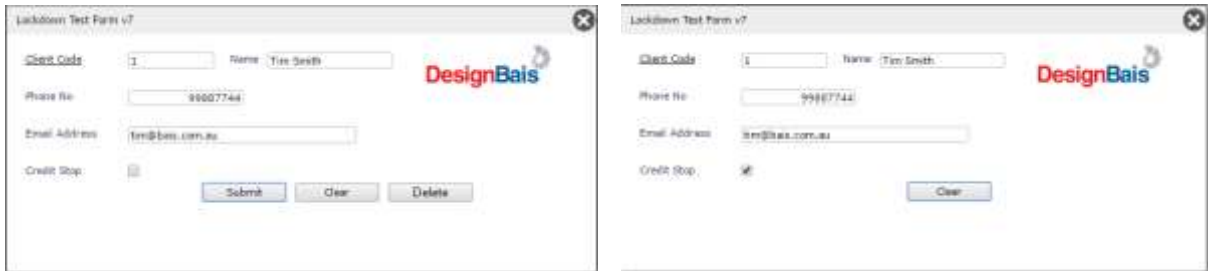 Lockdown Test Form v7
Client Code 1 Name Tim Smith
DesignBais
Phone No 99887744
Email Address tim@bais.com.au
Credit Stop
Submit Clear Delete
Lockdown Test Form v7
Client Code 1 Name Tim Smith
DesignBais
Phone No 99887744
Email Address tim@bais.com.au
Credit Stop
Clear